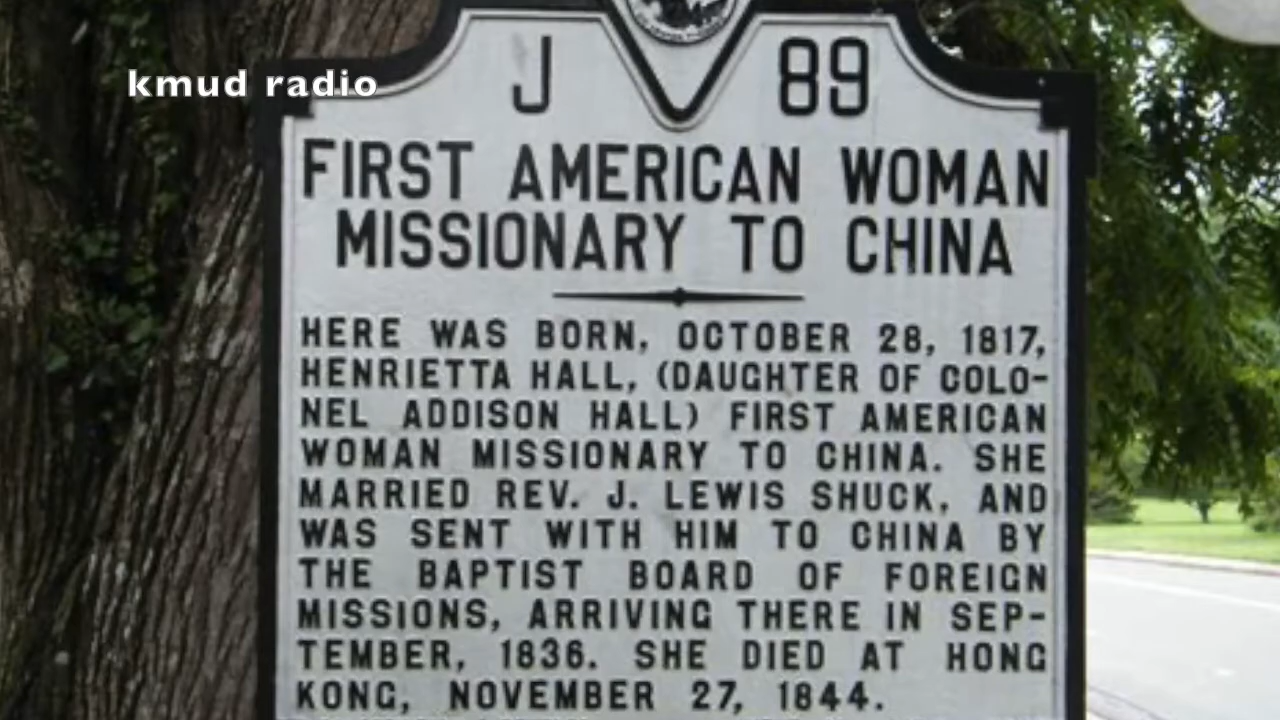 kmud radio
J 89
FIRST AMERICAN WOMAN
MISSIONARY TO CHINA
HERE WAS BORN, OCTOBER 28, 1817,
HENRIETTA HALL, (DAUGHTER OF COLO-
NEL ADDISON HALL) FIRST AMERICAN
WOMAN MISSIONARY TO CHINA. SHE
MARRIED REV. J. LEWIS SHUCK, AND
WAS SENT WITH HIM TO CHINA BY
THE BAPTIST BOARD OF FOREIGN
MISSIONS, ARRIVING THERE IN SEP-
TEMBER, 1836. SHE DIED AT HONG
KONG, NOVEMBER 27, 1844.